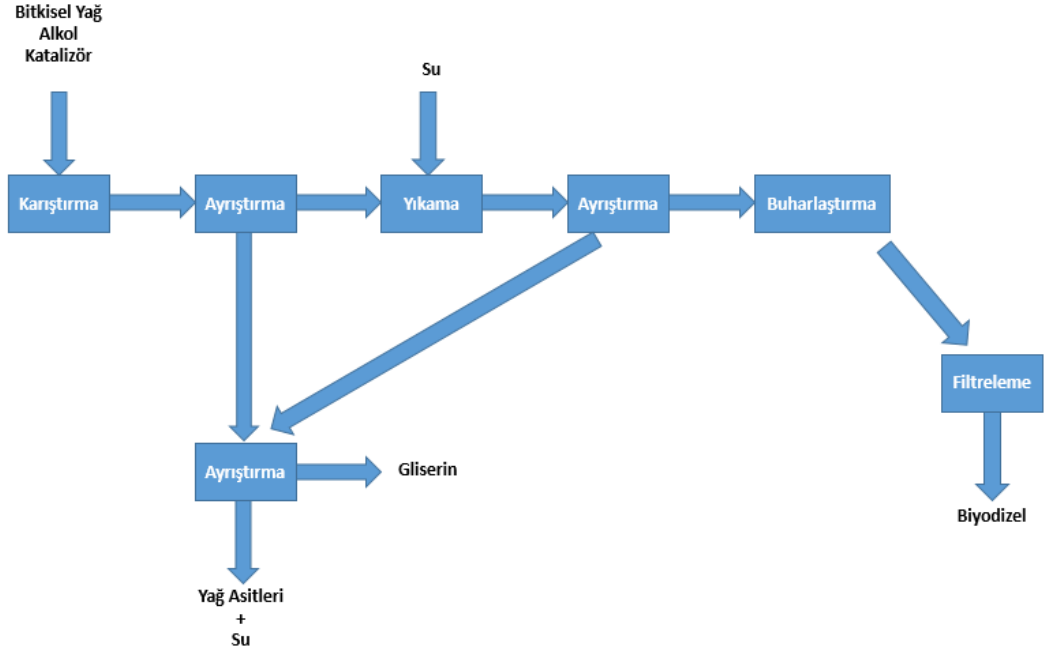 Bitkisel Yağ
Alkol
Katalizör
Su
Karıştırma
Ayrıştırma
Yıkama
Ayrıştırma
Buharlaştırma
Filtreleme
Ayrıştırma
Gliserin
Biyodizel
Yağ Asitleri
+
Su